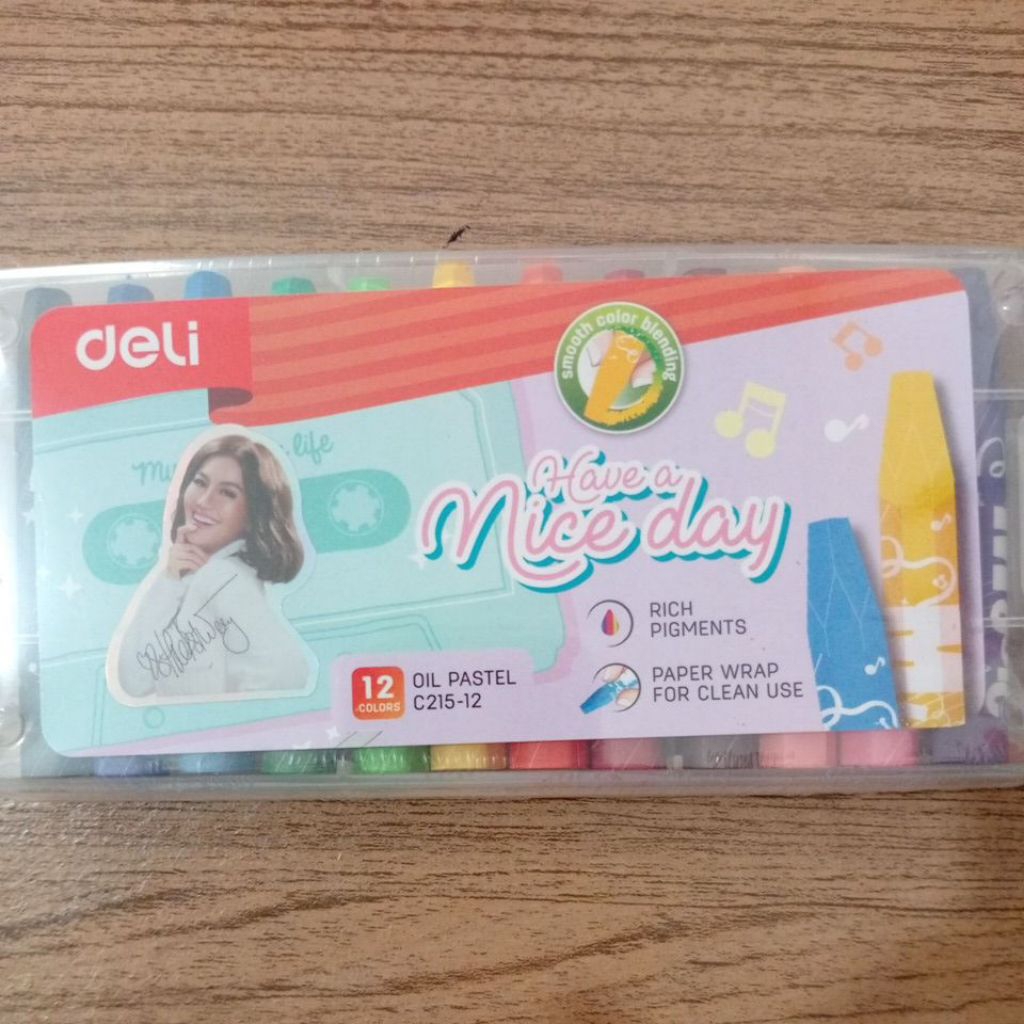 deli
smooth color blending
life
Have a
Nice day
RICH
PIGMENTS
12
COLORS
OIL PASTEL
C215-12
PAPER WRAP
FOR CLEAN USE